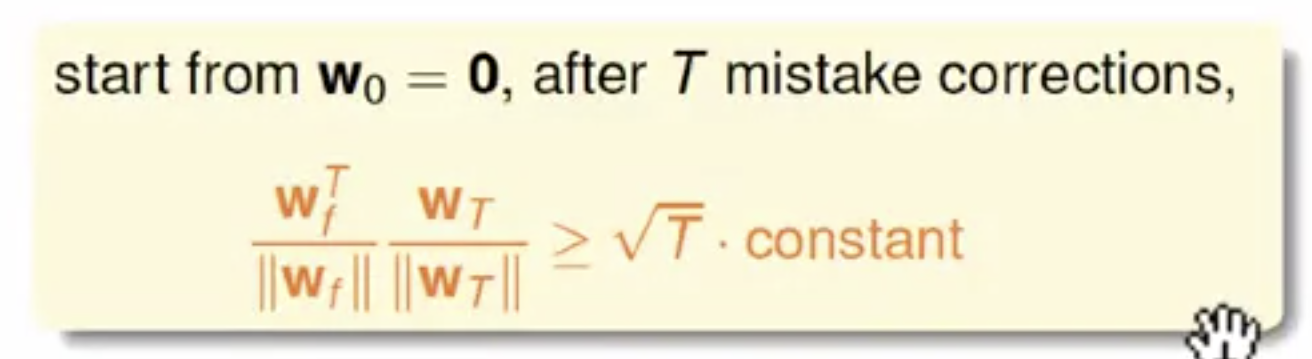 start from w₀ = 0, after T mistake corrections,
w_f^T / ‖w_f‖ w_T / ‖w_T‖ ≥ √T · constant